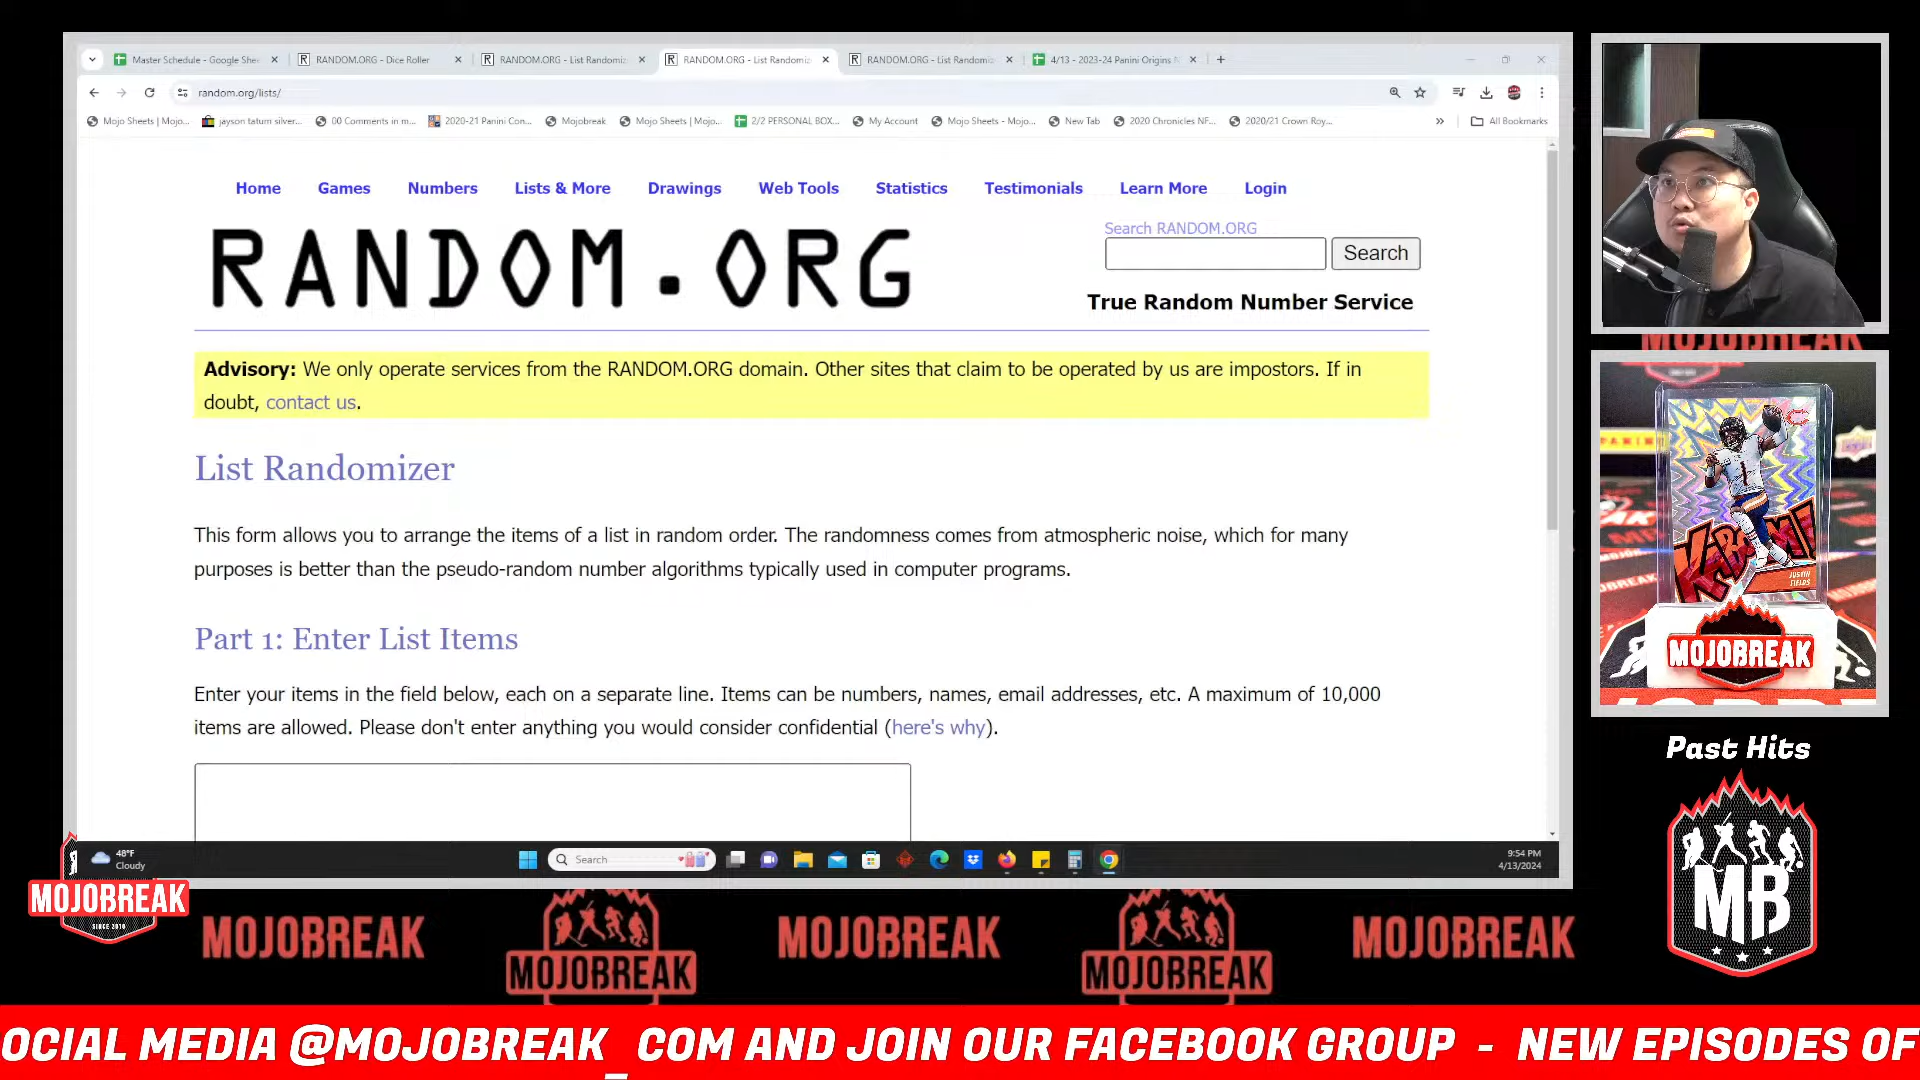 Master Schedule - Google She
RANDOM.ORG - Dice Roller
RANDOM.ORG - List Randomiz
RANDOM.ORG - List Randomiz
RANDOM.ORG - List Randomiz
4/13 - 2023-24 Panini Origins
random.org/lists/
Mojo Sheets | Mojo...
jayson tatum silver...
00 Comments in m...
2020-21 Panini Con...
Mojobreak
Mojo Sheets | Mojo...
2/2 PERSONAL BOX...
My Account
Mojo Sheets - Mojo...
New Tab
2020 Chronicles NF...
2020/21 Crown Roy...
All Bookmarks
Home
Games
Numbers
Lists & More
Drawings
Web Tools
Statistics
Testimonials
Learn More
Login
RANDOM.ORG
Search RANDOM.ORG
Search
True Random Number Service
Advisory: We only operate services from the RANDOM.ORG domain. Other sites that claim to be operated by us are impostors. If in
doubt, contact us.
List Randomizer
This form allows you to arrange the items of a list in random order. The randomness comes from atmospheric noise, which for many
purposes is better than the pseudo-random number algorithms typically used in computer programs.
Part 1: Enter List Items
Enter your items in the field below, each on a separate line. Items can be numbers, names, email addresses, etc. A maximum of 10,000
items are allowed. Please don't enter anything you would consider confidential (here's why).
48°F
Cloudy
Search
9:54 PM
4/13/2024
KABOOM!
JUSTIN
FIELDS
MOJOBREAK
Past Hits
MB
MOJOBREAK
SINCE 2010
MOJOBREAK
MOJOBREAK
MOJOBREAK
MOJOBREAK
MOJOBREAK
OCIAL MEDIA @MOJOBREAK_COM AND JOIN OUR FACEBOOK GROUP - NEW EPISODES OF